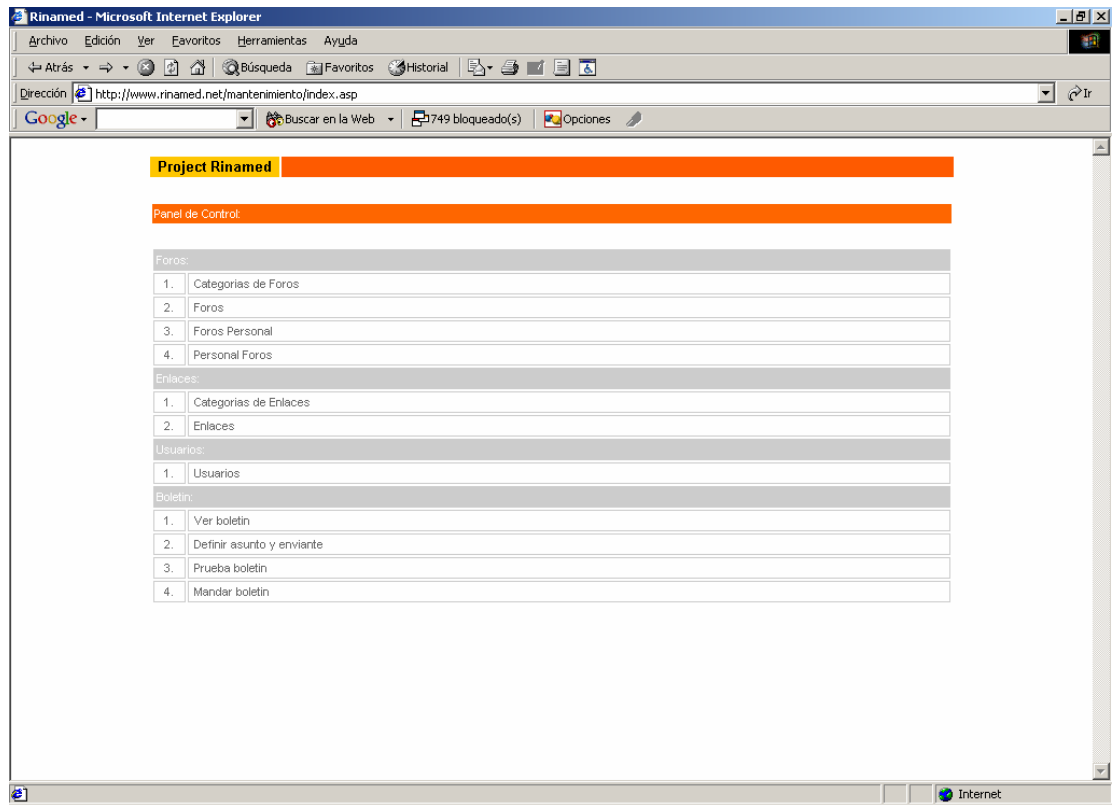 Rinamed - Microsoft Internet Explorer
Archivo Edición Ver Favoritos Herramientas Ayuda
Atrás Búsqueda Favoritos Historial
Dirección http://www.rinamed.net/mantenimiento/index.asp Ir
Google Buscar en la Web 749 bloqueado(s) Opciones
Project Rinamed
Panel de Control:
Foros:
1. Categorias de Foros
2. Foros
3. Foros Personal
4. Personal Foros
Enlaces:
1. Categorias de Enlaces
2. Enlaces
Usuarios:
1. Usuarios
Boletin:
1. Ver boletin
2. Definir asunto y enviante
3. Prueba boletin
4. Mandar boletin
Internet